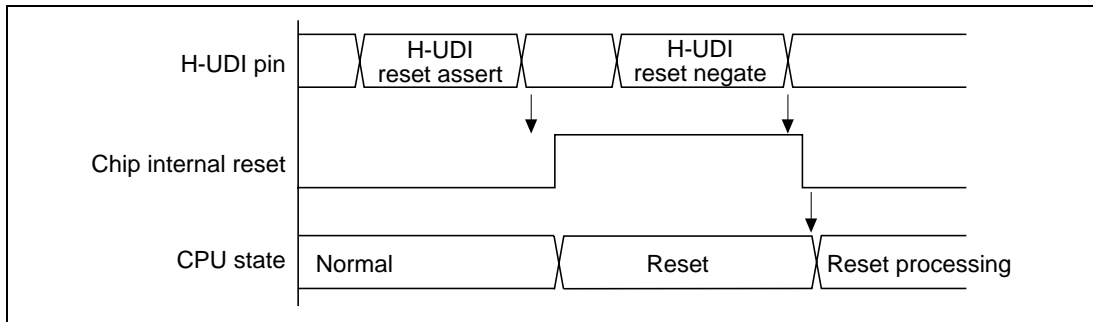 H-UDI pin
H-UDI
reset assert
H-UDI
reset negate
Chip internal reset
CPU state
Normal
Reset
Reset processing